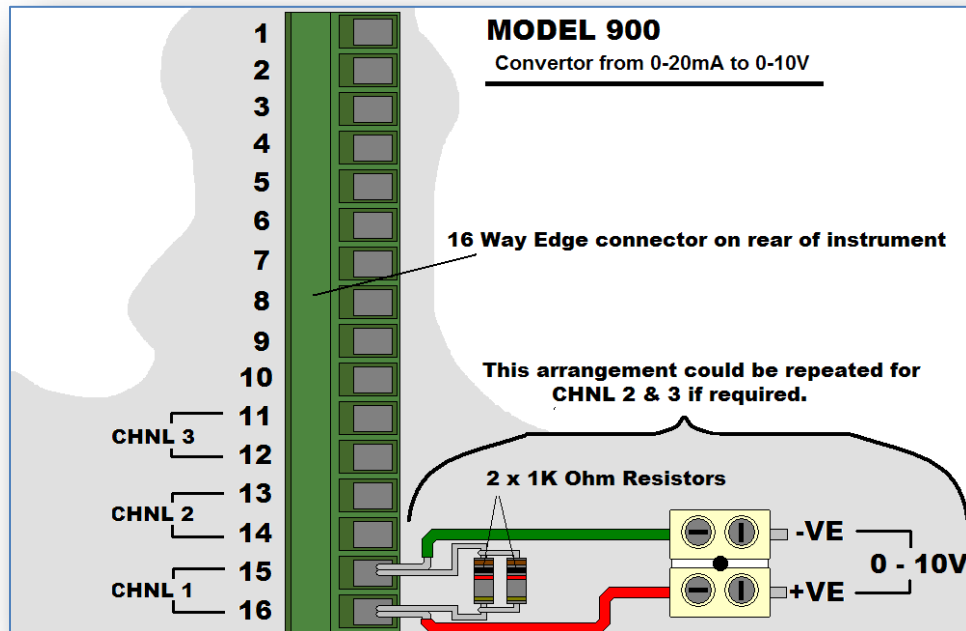 MODEL 900
Convertor from 0-20mA to 0-10V
1
2
3
4
5
6
7
8
9
10
11
12
13
14
15
16
CHNL 3
CHNL 2
CHNL 1
16 Way Edge connector on rear of instrument
This arrangement could be repeated for
CHNL 2 & 3 if required.
2 x 1K Ohm Resistors
-VE
0 - 10V
+VE